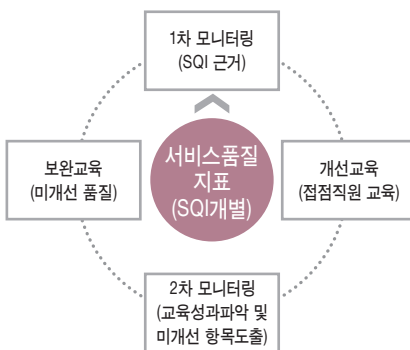 1차 모니터링
(SQI 근거)
보완교육
(미개선 품질)
서비스품질
지표
(SQI개별)
개선교육
(접점직원 교육)
2차 모니터링
(교육성과파악 및
미개선 항목도출)